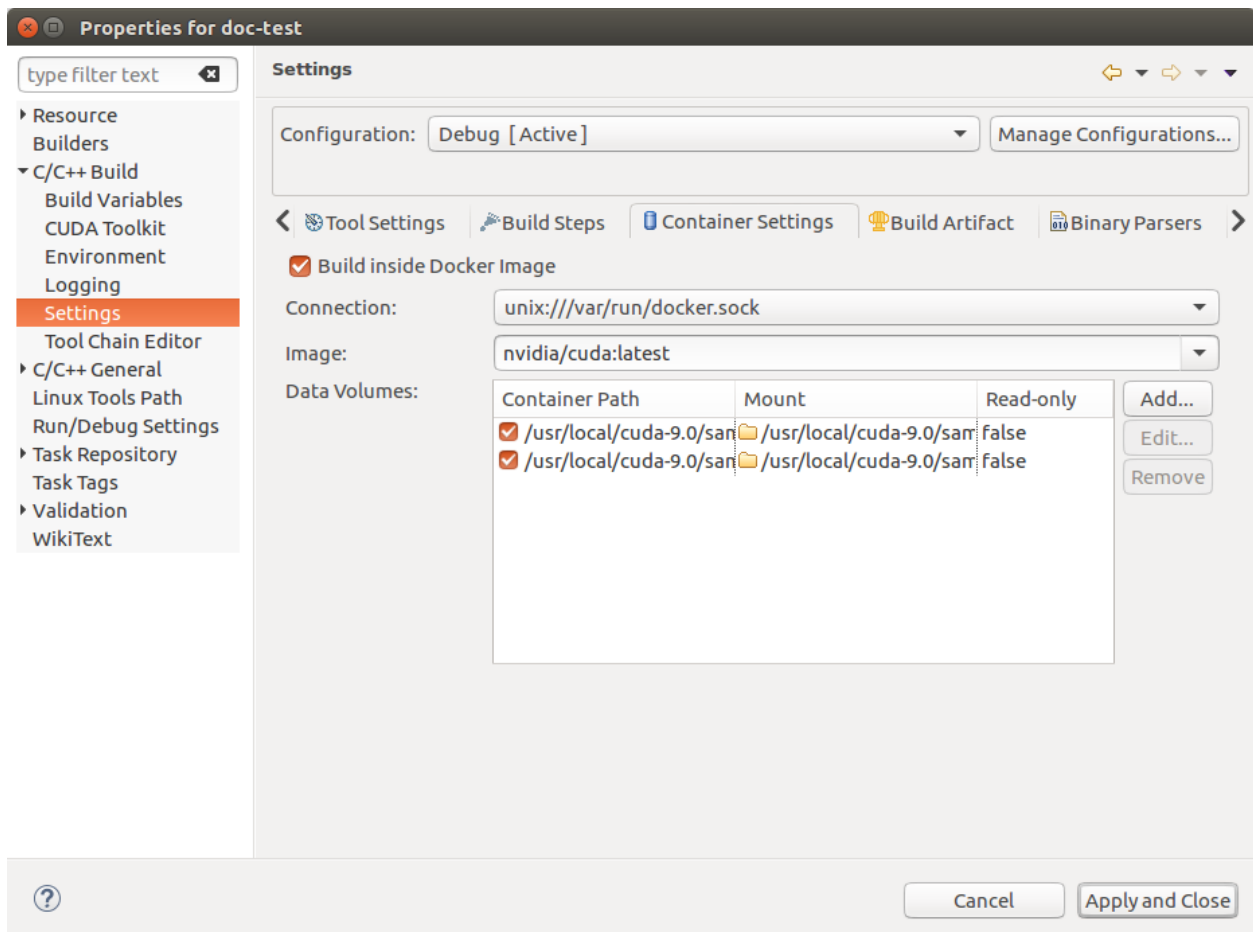 Properties for doc-test
type filter text
Resource
Builders
C/C++ Build
Build Variables
CUDA Toolkit
Environment
Logging
Settings
Tool Chain Editor
C/C++ General
Linux Tools Path
Run/Debug Settings
Task Repository
Task Tags
Validation
WikiText
Settings
Configuration: Debug [Active] Manage Configurations...
Tool Settings Build Steps Container Settings Build Artifact Binary Parsers
Build inside Docker Image
Connection: unix:///var/run/docker.sock
Image: nvidia/cuda:latest
Data Volumes:
Container Path Mount Read-only
/usr/local/cuda-9.0/san /usr/local/cuda-9.0/sam false
/usr/local/cuda-9.0/san /usr/local/cuda-9.0/sam false
Add...
Edit...
Remove
Cancel Apply and Close